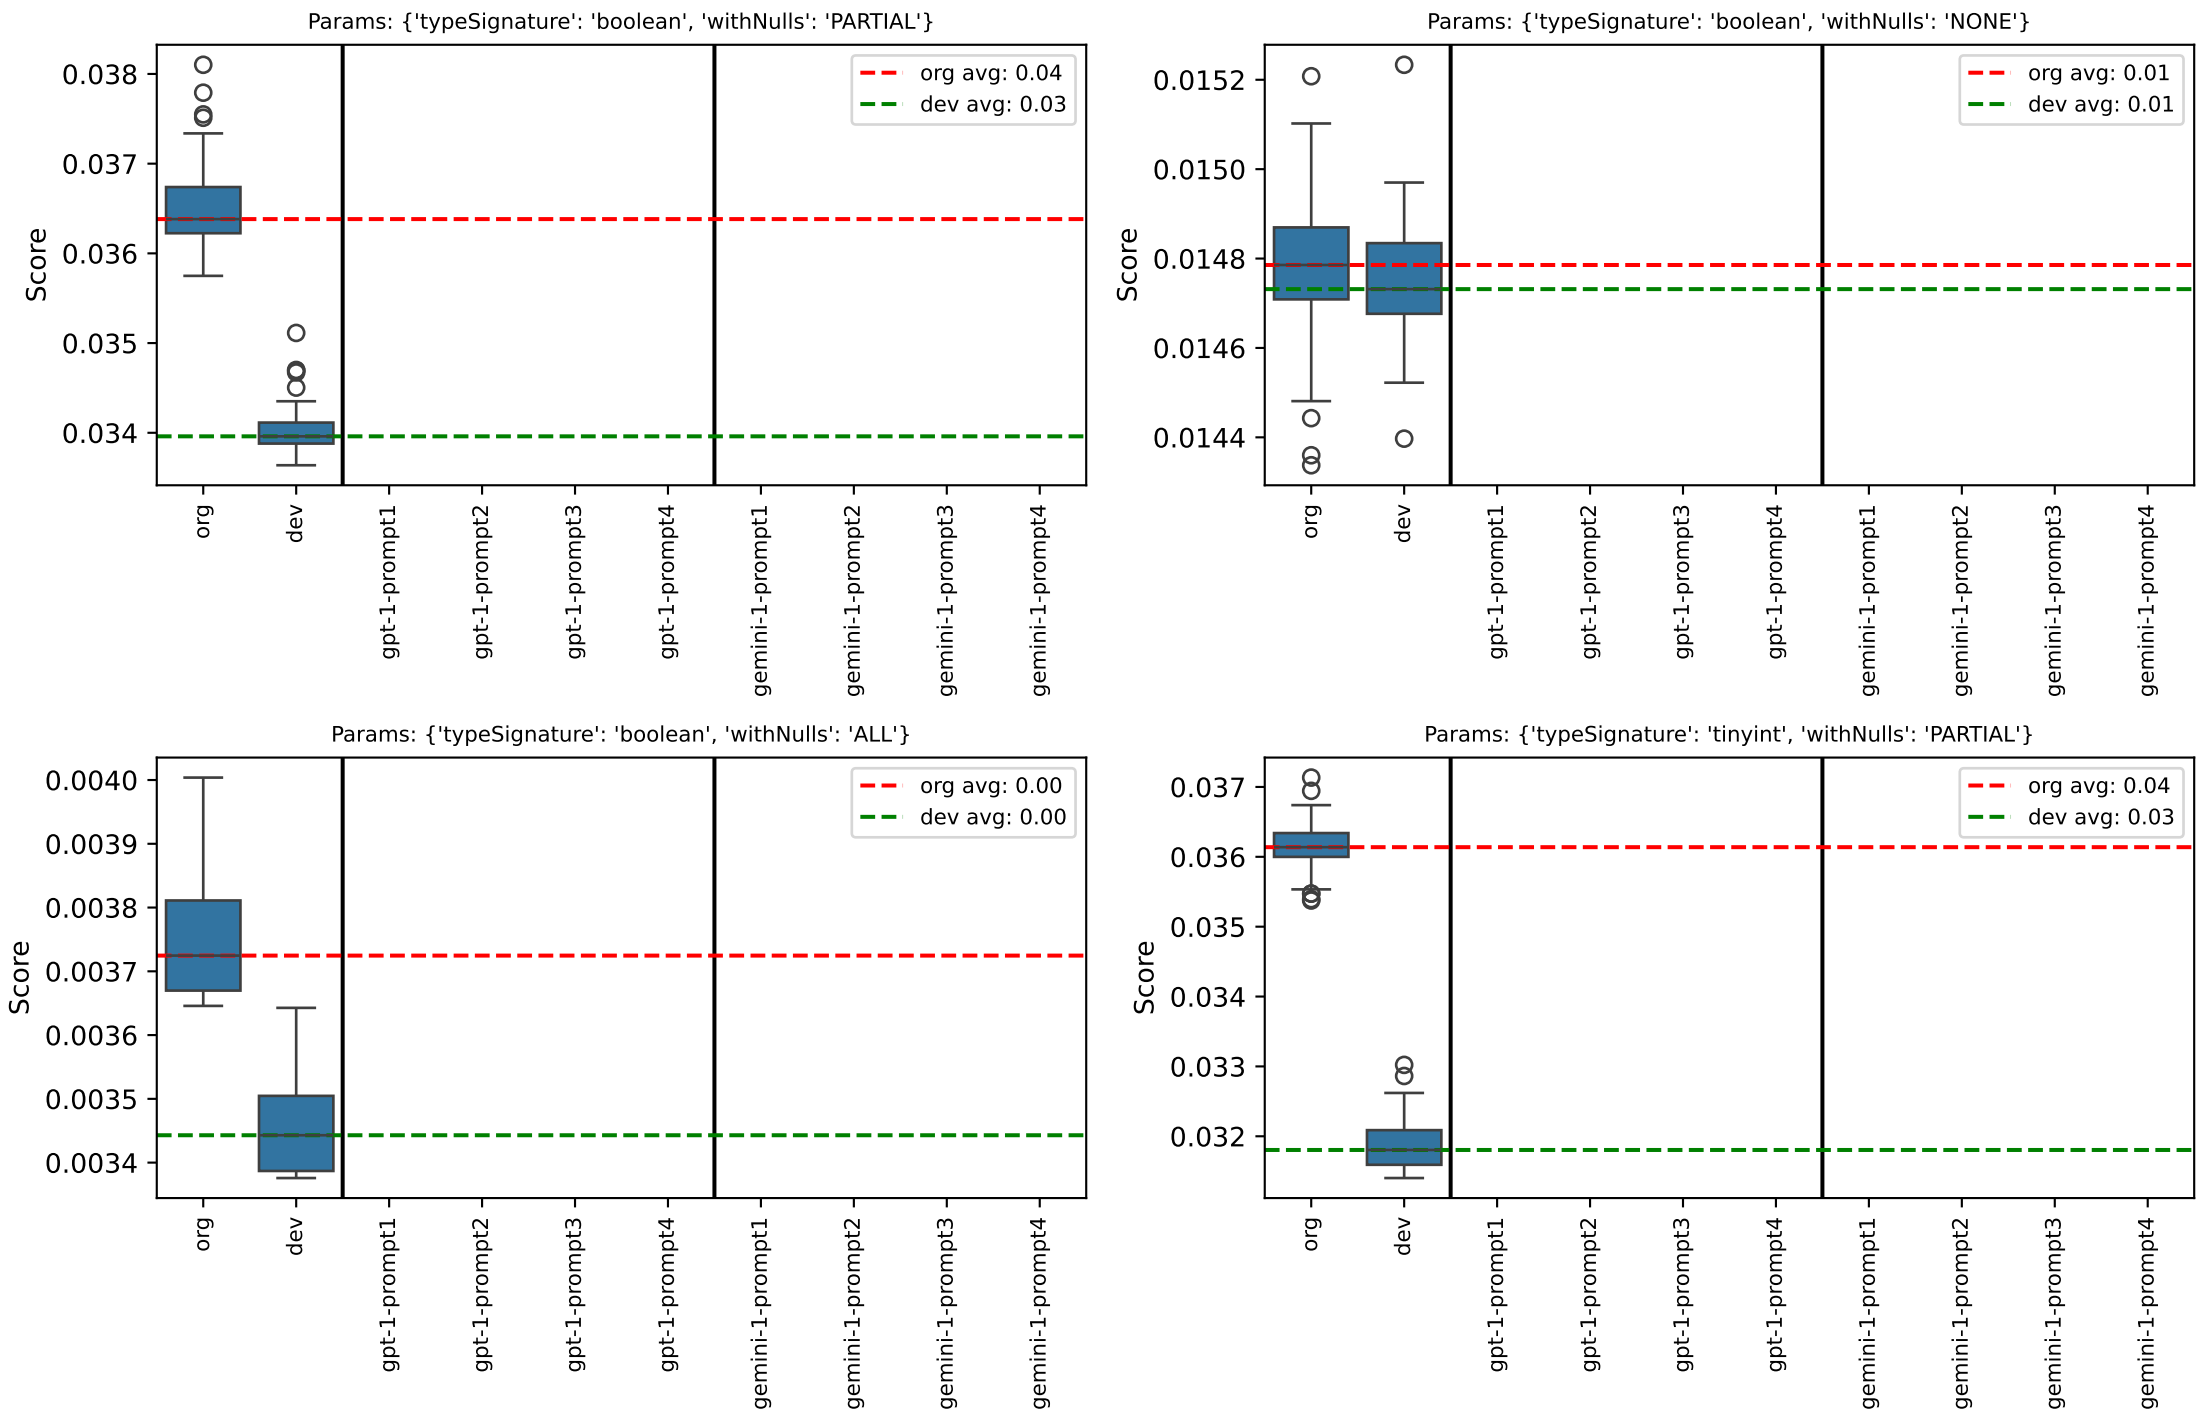 Params: {'typeSignature': 'boolean', 'withNulls': 'PARTIAL'}
org avg: 0.04
dev avg: 0.03
0.038
0.037
0.036
0.035
0.034
Score
org
dev
gpt-1-prompt1
gpt-1-prompt2
gpt-1-prompt3
gpt-1-prompt4
gemini-1-prompt1
gemini-1-prompt2
gemini-1-prompt3
gemini-1-prompt4
Params: {'typeSignature': 'boolean', 'withNulls': 'NONE'}
org avg: 0.01
dev avg: 0.01
0.0152
0.0150
0.0148
0.0146
0.0144
Score
org
dev
gpt-1-prompt1
gpt-1-prompt2
gpt-1-prompt3
gpt-1-prompt4
gemini-1-prompt1
gemini-1-prompt2
gemini-1-prompt3
gemini-1-prompt4
Params: {'typeSignature': 'boolean', 'withNulls': 'ALL'}
org avg: 0.00
dev avg: 0.00
0.0040
0.0039
0.0038
0.0037
0.0036
0.0035
0.0034
Score
org
dev
gpt-1-prompt1
gpt-1-prompt2
gpt-1-prompt3
gpt-1-prompt4
gemini-1-prompt1
gemini-1-prompt2
gemini-1-prompt3
gemini-1-prompt4
Params: {'typeSignature': 'tinyint', 'withNulls': 'PARTIAL'}
org avg: 0.04
dev avg: 0.03
0.037
0.036
0.035
0.034
0.033
0.032
Score
org
dev
gpt-1-prompt1
gpt-1-prompt2
gpt-1-prompt3
gpt-1-prompt4
gemini-1-prompt1
gemini-1-prompt2
gemini-1-prompt3
gemini-1-prompt4